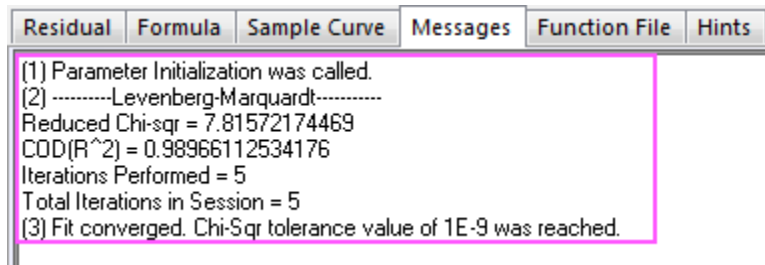 Residual Formula Sample Curve Messages Function File Hints
(1) Parameter Initialization was called.
(2) ----------Levenberg-Marquardt-----------
Reduced Chi-sqr = 7.81572174469
COD(R^2) = 0.98966112534176
Iterations Performed = 5
Total Iterations in Session = 5
(3) Fit converged. Chi-Sqr tolerance value of 1E-9 was reached.